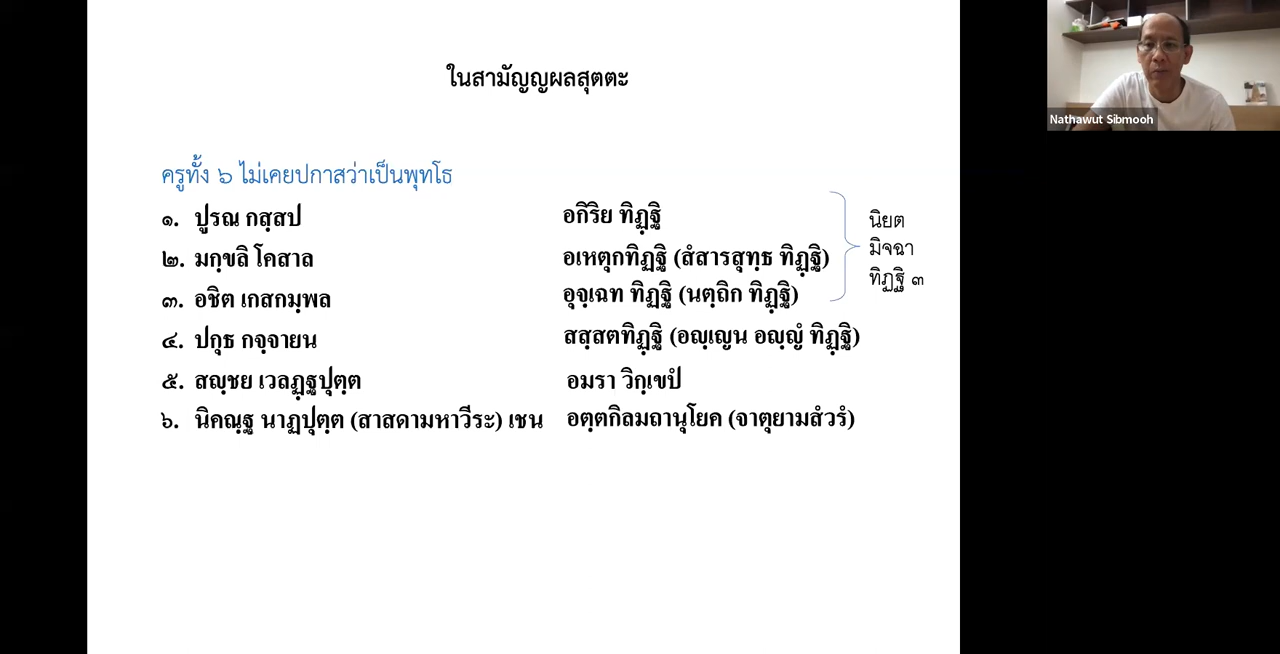 ในสามัญญผลสุตตะ
Nathawut Sibmooh
ครูทั้ง ๖ ไม่เคยปกาสว่าเป็นพุทโธ
๑. ปูรณ กสฺสป อกิริย ทิฏฺฐิ
๒. มกฺขลิ โคสาล อเหตุกทิฏฺฐิ (สํสารสุทฺธ ทิฏฺฐิ)
๓. อชิต เกสกมฺพล อุจฺเฉท ทิฏฺฐิ (นตฺถิก ทิฏฺฐิ)
นิยต
มิจฉา
ทิฏฐิ ๓
๔. ปกุธ กจฺจายน สสฺสตทิฏฺฐิ (อญฺเญน อญฺญํ ทิฏฺฐิ)
๕. สญฺชย เวลฏฺฐปุตฺต อมรา วิกฺเขปํ
๖. นิคณฺฐ นาฏปุตฺต (สาสดามหาวีระ) เชน อตฺตกิลมถานุโยค (จาตุยามสํวรํ)